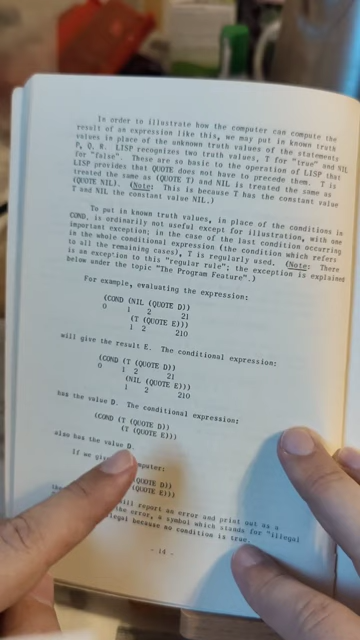 In order to illustrate how the computer can compute the
result of an expression like this, we may put in known truth
values in place of the unknown truth values of the statements
P, Q, R. LISP recognizes two truth values, T for "true" and NIL
for "false". These are so basic to the operation of LISP that
LISP provides that QUOTE does not have to precede them. T is
treated the same as (QUOTE T) and NIL is treated the same as
(QUOTE NIL). (Note: This is because T has the constant value
T and NIL the constant value NIL.)
To put in known truth values, in place of the conditions in
COND, is ordinarily not useful except for illustration, with one
important exception; in the case of the last condition occurring
in the whole conditional expression (the condition which refers
to all the remaining cases), T is regularly used. (Note: There
is an exception to this "regular rule"; the exception is explained
below under the topic "The Program Feature".)
For example, evaluating the expression:
(COND (NIL (QUOTE D))
0 1 2 21
(T (QUOTE E)))
1 2 210
will give the result E. The conditional expression:
(COND (T (QUOTE D))
0 1 2 21
(NIL (QUOTE E)))
1 2 210
has the value D. The conditional expression:
(COND (T (QUOTE D))
(T (QUOTE E)))
also has the value D.
If we computer:
(QUOTE D))
(QUOTE E)))
will report an error and print out as a
the error, a symbol which stands for "illegal
because no condition is true.
- 14 -